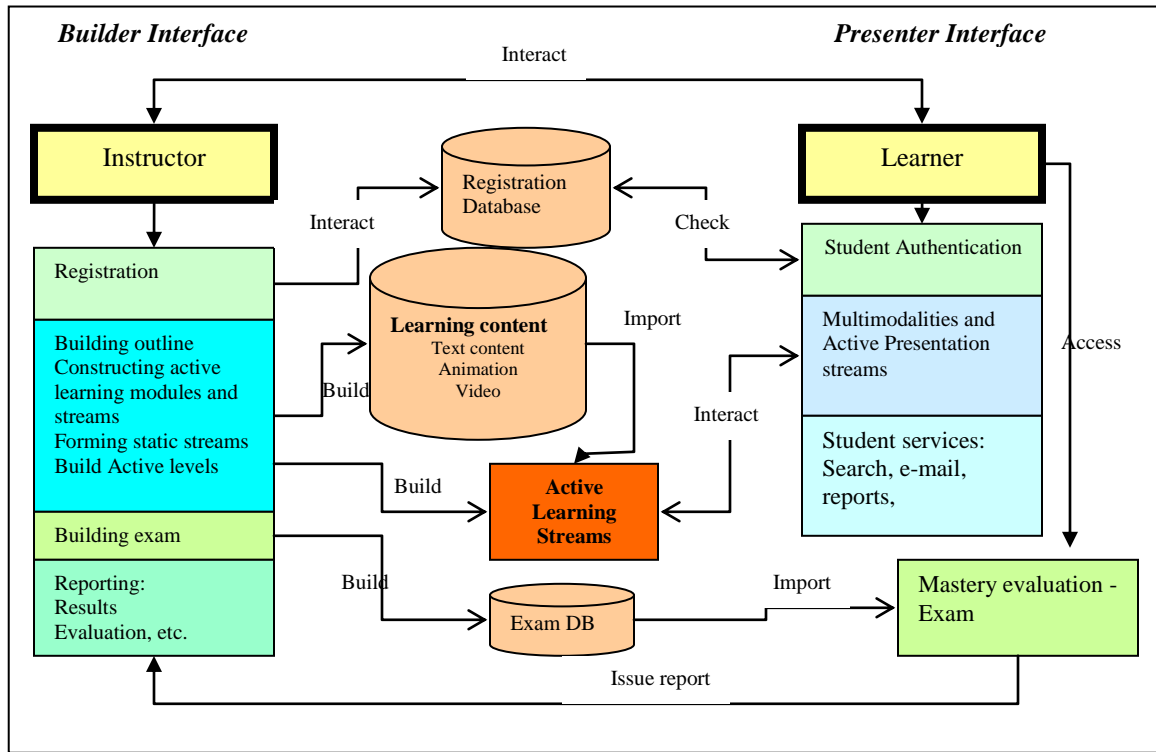 Builder Interface
Presenter Interface
Interact
Instructor
Learner
Registration
Database
Interact
Check
Registration
Student Authentication
Building outline
Constructing active
learning modules and
streams
Forming static streams
Build Active levels
Build
Learning content
Text content
Animation
Video
Import
Multimodalities and
Active Presentation
streams
Access
Interact
Student services:
Search, e-mail,
reports,
Build
Active
Learning
Streams
Building exam
Build
Reporting:
Results
Evaluation, etc.
Exam DB
Import
Mastery evaluation -
Exam
Issue report